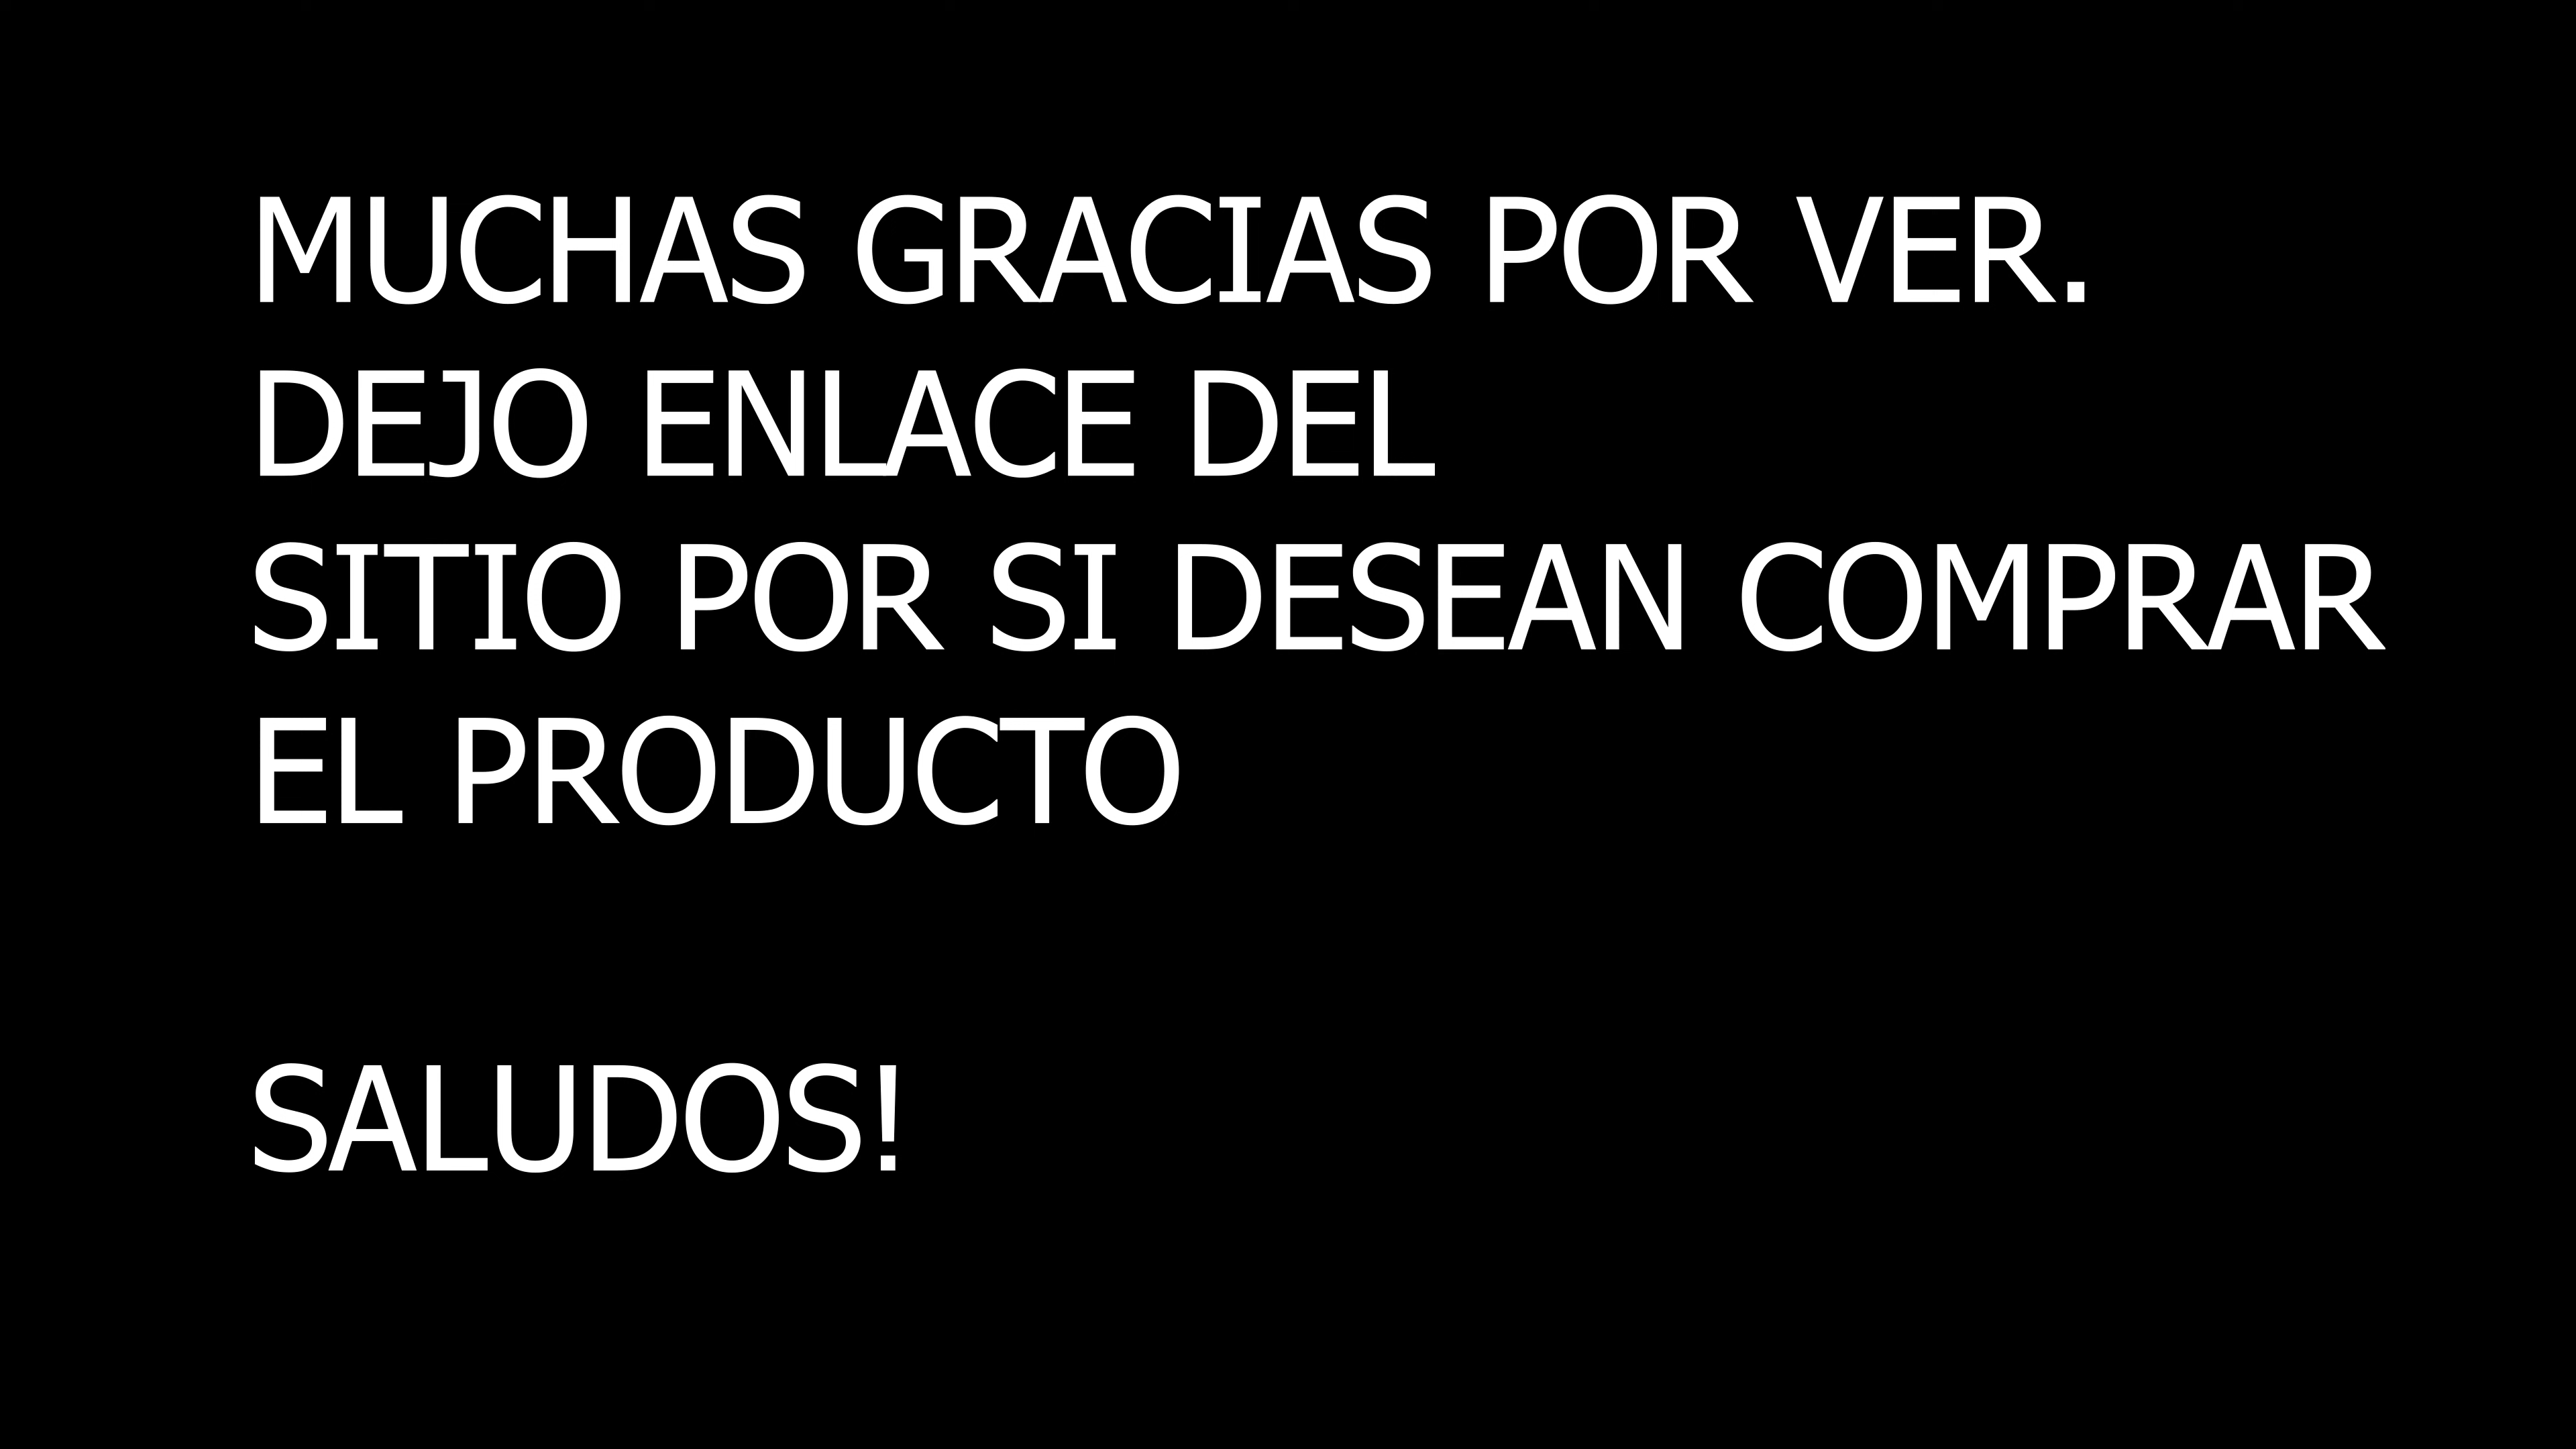 MUCHAS GRACIAS POR VER.
DEJO ENLACE DEL
SITIO POR SI DESEAN COMPRAR
EL PRODUCTO
SALUDOS!